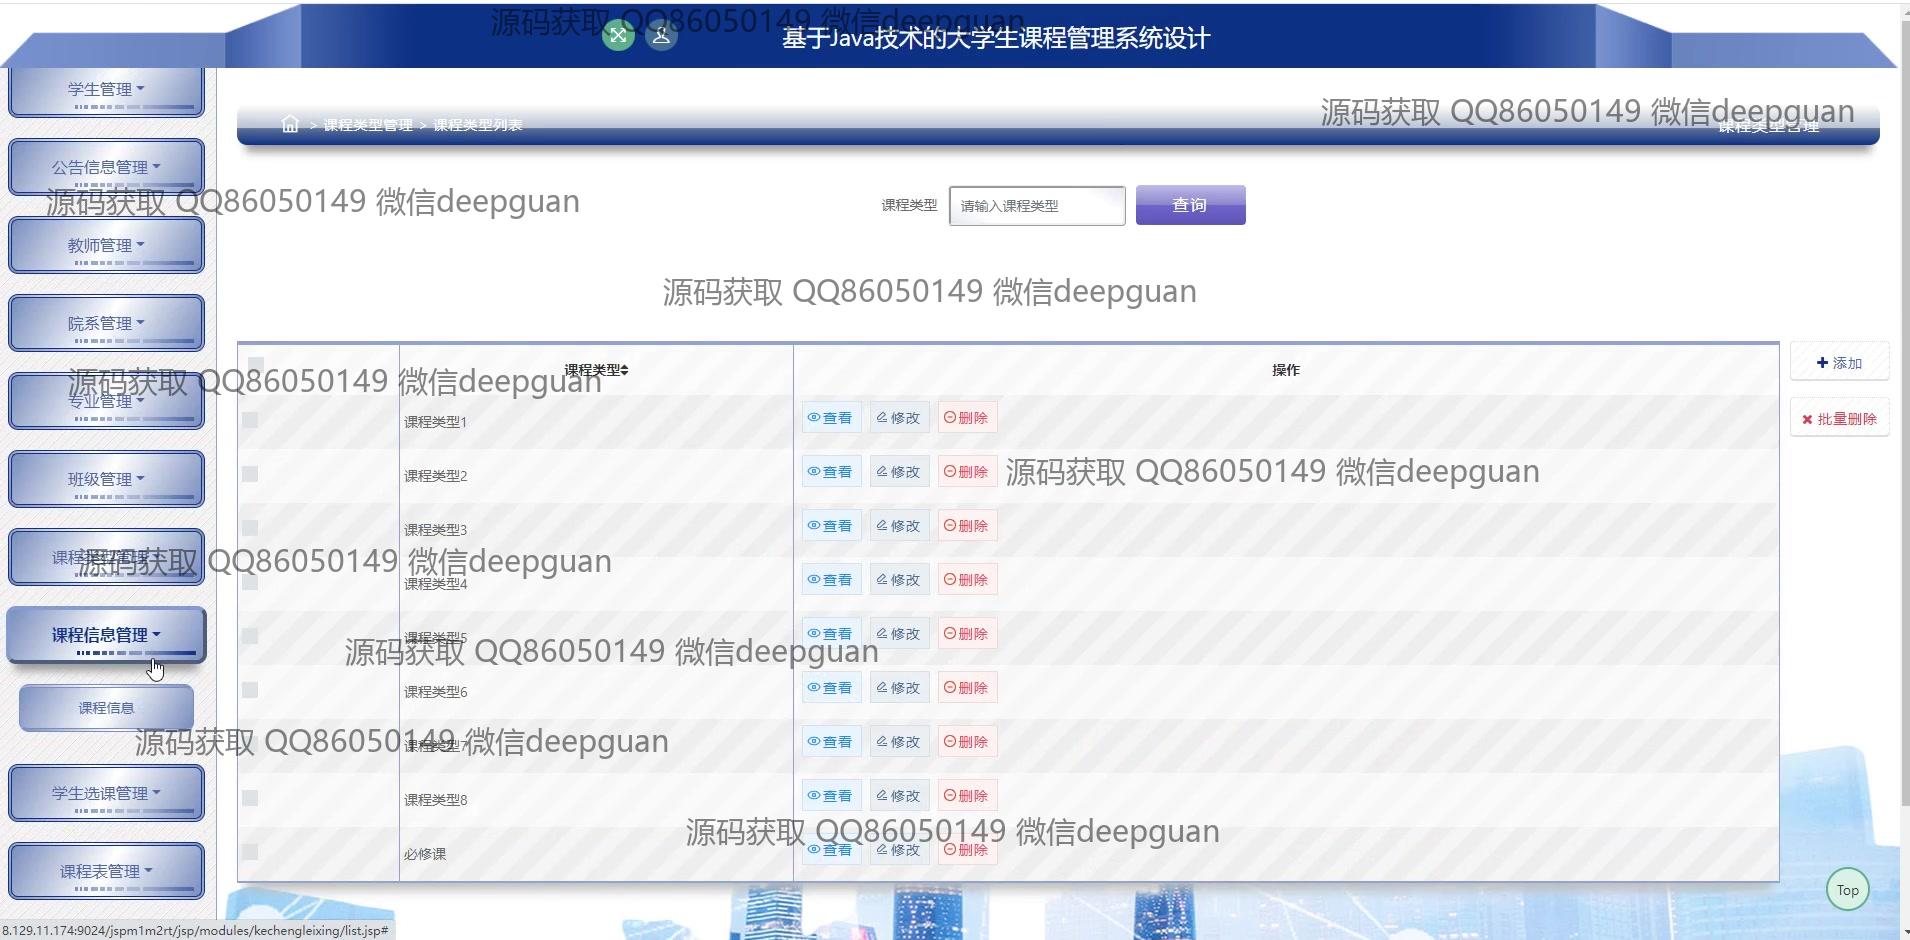 源码获取 QQ86050149 微信deepguan
基于Java技术的大学生课程管理系统设计
学生管理
> 课程类型管理 > 课程类型列表
源码获取 QQ86050149 微信deepguan
课程类型管理
公告信息管理
源码获取 QQ86050149 微信deepguan
课程类型
请输入课程类型
查询
教师管理
源码获取 QQ86050149 微信deepguan
院系管理
课程类型
操作
添加
源码获取 QQ86050149 微信deepguan
专业管理
课程类型1
查看 修改 删除
批量删除
班级管理
课程类型2
查看 修改 删除
源码获取 QQ86050149 微信deepguan
课程类型3
查看 修改 删除
课程类型管理
源码获取 QQ86050149 微信deepguan
课程类型4
查看 修改 删除
课程信息管理
课程类型5
查看 修改 删除
源码获取 QQ86050149 微信deepguan
课程类型6
查看 修改 删除
课程信息
源码获取 QQ86050149 微信deepguan
课程类型7
查看 修改 删除
学生选课管理
课程类型8
查看 修改 删除
源码获取 QQ86050149 微信deepguan
必修课
查看 修改 删除
课程表管理
Top
8.129.11.174:9024/jspm1m2rt/jsp/modules/kechengleixing/list.jsp#